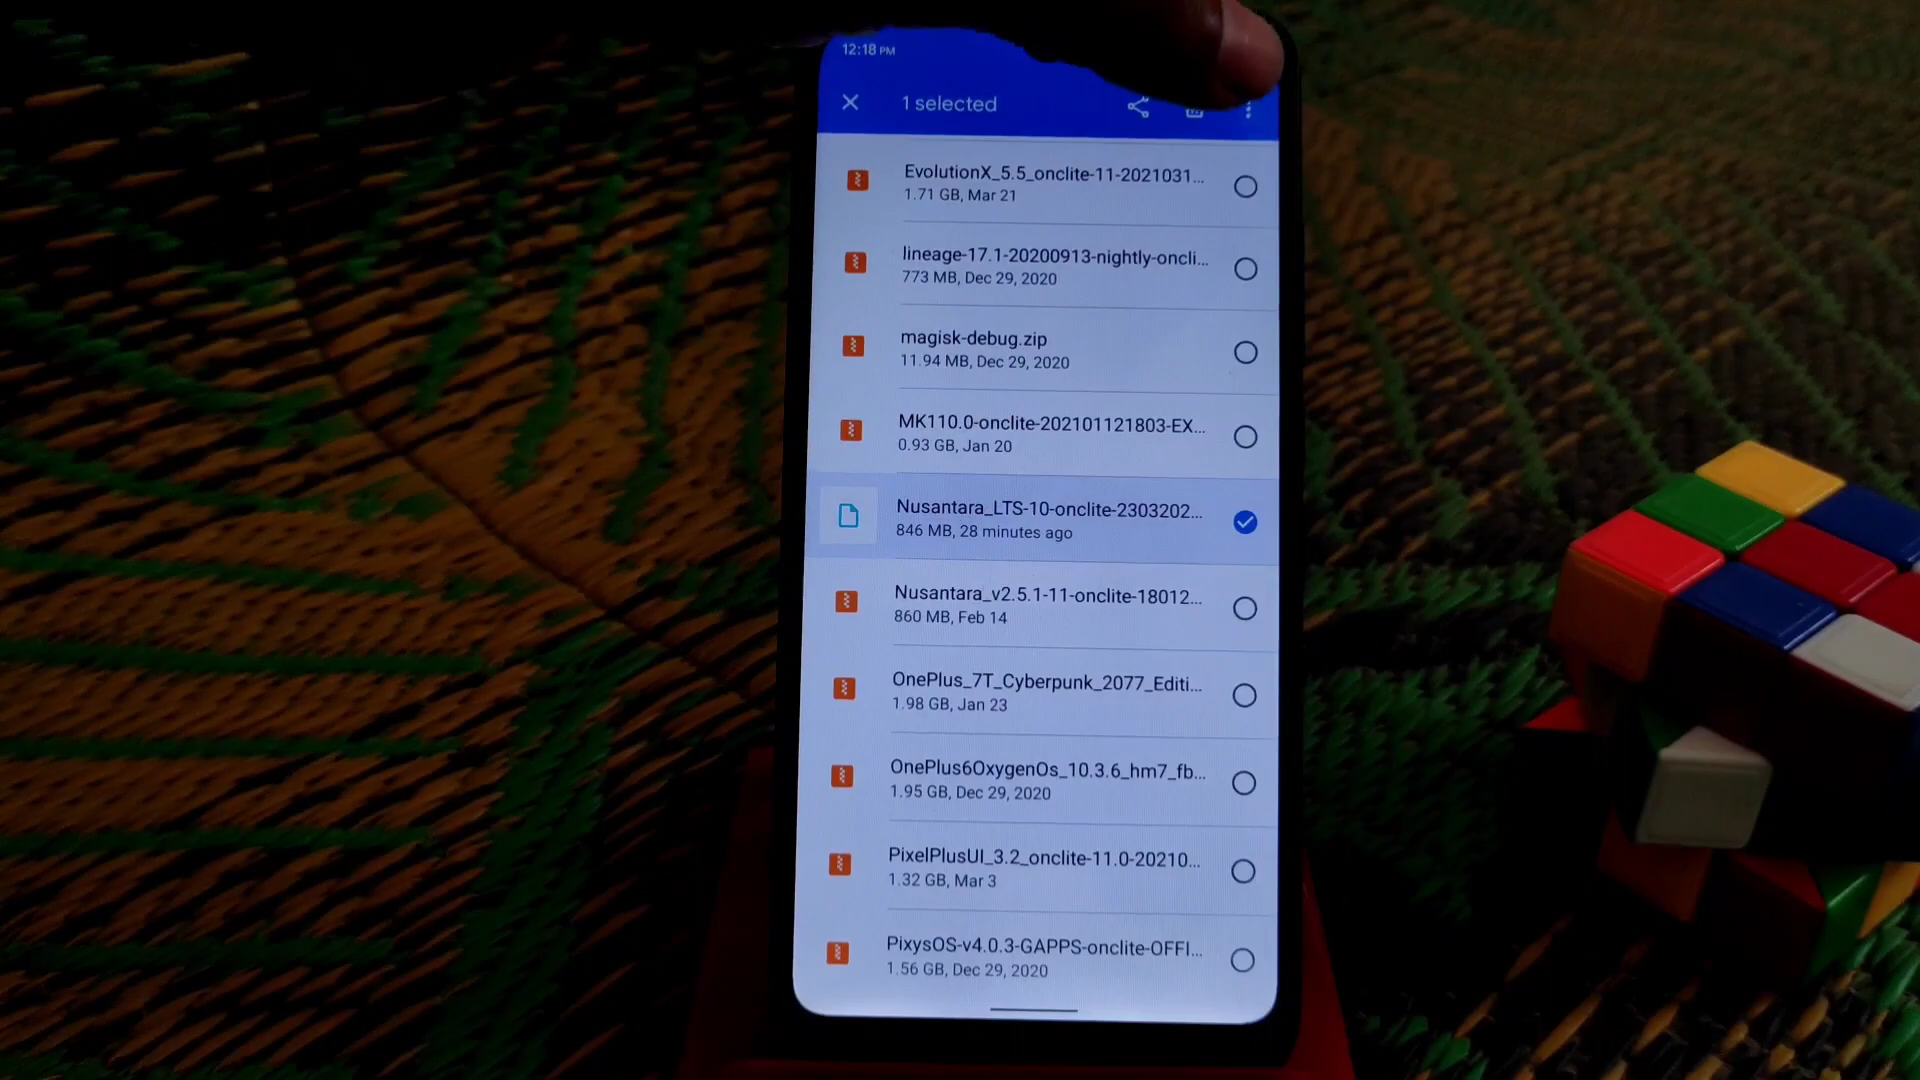 12:18 PM
1 selected
EvolutionX_5.5_onclite-11-2021031...
1.71 GB, Mar 21
lineage-17.1-20200913-nightly-oncli...
773 MB, Dec 29, 2020
magisk-debug.zip
11.94 MB, Dec 29, 2020
MK110.0-onclite-202101121803-EX...
0.93 GB, Jan 20
Nusantara_LTS-10-onclite-2303202...
846 MB, 28 minutes ago
Nusantara_v2.5.1-11-onclite-18012...
860 MB, Feb 14
OnePlus_7T_Cyberpunk_2077_Editi...
1.98 GB, Jan 23
OnePlus6OxygenOs_10.3.6_hm7_fb...
1.95 GB, Dec 29, 2020
PixelPlusUI_3.2_onclite-11.0-20210...
1.32 GB, Mar 3
PixysOS-v4.0.3-GAPPS-onclite-OFFI...
1.56 GB, Dec 29, 2020